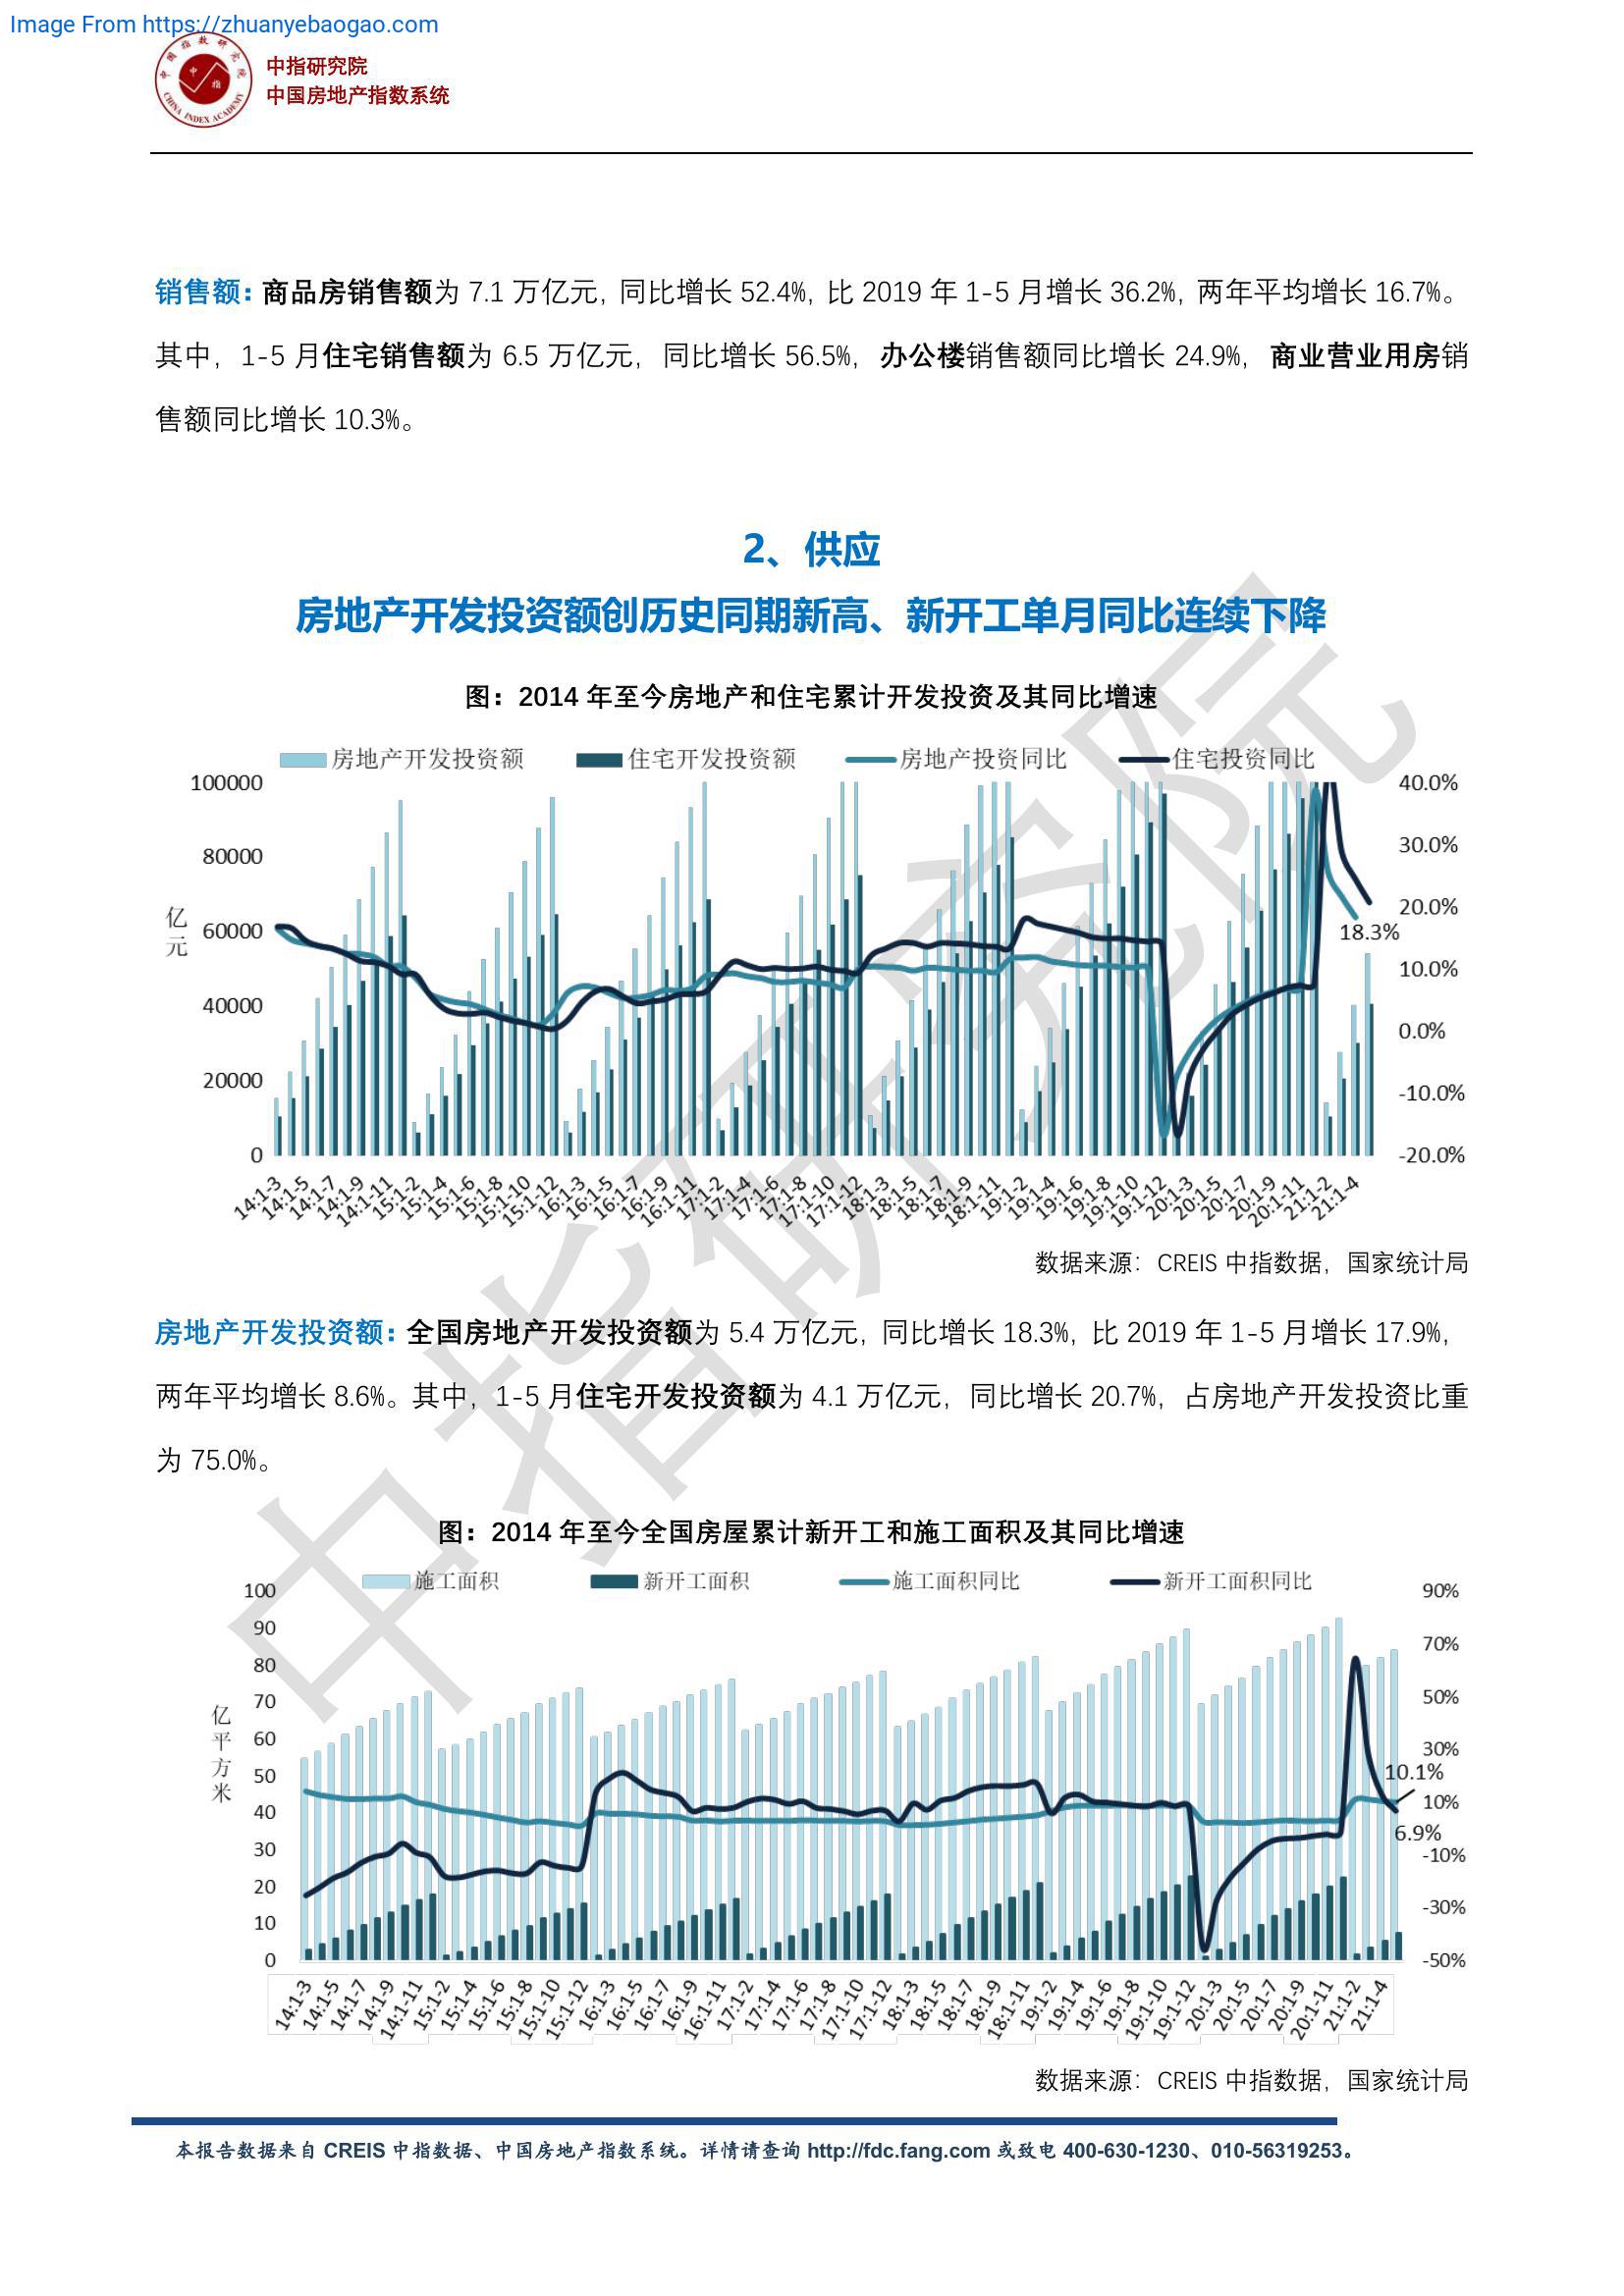 Image From https://zhuanyebaogao.com
中国指数研究院
中指
CHINA INDEX ACADEMY
中指研究院
中国房地产指数系统
销售额：商品房销售额为 7.1 万亿元，同比增长 52.4%，比 2019 年 1-5 月增长 36.2%，两年平均增长 16.7%。
其中，1-5 月住宅销售额为 6.5 万亿元，同比增长 56.5%，办公楼销售额同比增长 24.9%，商业营业用房销
售额同比增长 10.3%。
2、供应
房地产开发投资额创历史同期新高、新开工单月同比连续下降
图：2014 年至今房地产和住宅累计开发投资及其同比增速
房地产开发投资额 住宅开发投资额 房地产投资同比 住宅投资同比
亿元
100000
80000
60000
40000
20000
0
40.0%
30.0%
20.0%
10.0%
0.0%
-10.0%
-20.0%
18.3%
14:1-3 14:1-5 14:1-7 14:1-9 14:1-11 15:1-2 15:1-4 15:1-6 15:1-8 15:1-10 15:1-12 16:1-3 16:1-5 16:1-7 16:1-9 16:1-11 17:1-2 17:1-4 17:1-6 17:1-8 17:1-10 17:1-12 18:1-3 18:1-5 18:1-7 18:1-9 18:1-11 19:1-2 19:1-4 19:1-6 19:1-8 19:1-10 19:1-12 20:1-3 20:1-5 20:1-7 20:1-9 20:1-11 21:1-2 21:1-4
数据来源：CREIS 中指数据，国家统计局
房地产开发投资额：全国房地产开发投资额为 5.4 万亿元，同比增长 18.3%，比 2019 年 1-5 月增长 17.9%，
两年平均增长 8.6%。其中，1-5 月住宅开发投资额为 4.1 万亿元，同比增长 20.7%，占房地产开发投资比重
为 75.0%。
图：2014 年至今全国房屋累计新开工和施工面积及其同比增速
施工面积 新开工面积 施工面积同比 新开工面积同比
亿平方米
100
90
80
70
60
50
40
30
20
10
0
90%
70%
50%
30%
10%
-10%
-30%
-50%
10.1%
6.9%
14:1-3 14:1-5 14:1-7 14:1-9 14:1-11 15:1-2 15:1-4 15:1-6 15:1-8 15:1-10 15:1-12 16:1-3 16:1-5 16:1-7 16:1-9 16:1-11 17:1-2 17:1-4 17:1-6 17:1-8 17:1-10 17:1-12 18:1-3 18:1-5 18:1-7 18:1-9 18:1-11 19:1-2 19:1-4 19:1-6 19:1-8 19:1-10 19:1-12 20:1-3 20:1-5 20:1-7 20:1-9 20:1-11 21:1-2 21:1-4
数据来源：CREIS 中指数据，国家统计局
本报告数据来自 CREIS 中指数据、中国房地产指数系统。详情请查询 http://fdc.fang.com 或致电 400-630-1230、010-56319253。
中指研究院